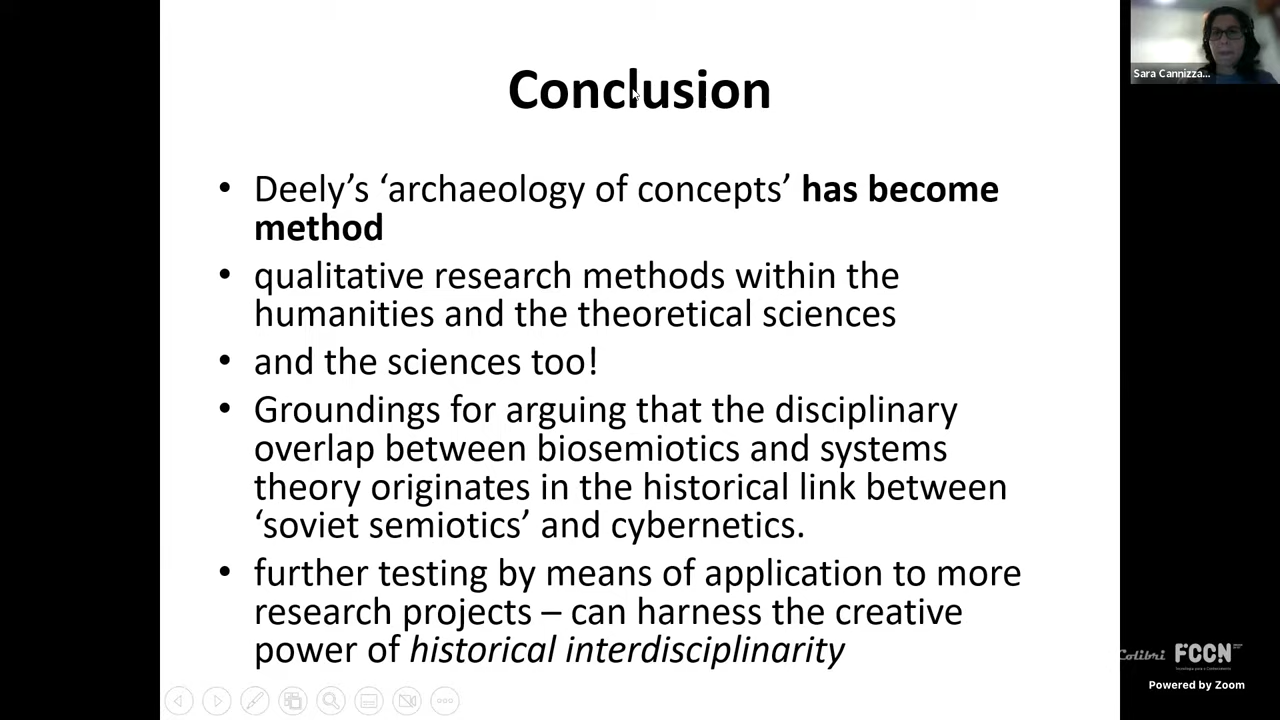 Conclusion
Sara Cannizza...
• Deely’s ‘archaeology of concepts’ has become
method
• qualitative research methods within the
humanities and the theoretical sciences
• and the sciences too!
• Groundings for arguing that the disciplinary
overlap between biosemiotics and systems
theory originates in the historical link between
‘soviet semiotics’ and cybernetics.
• further testing by means of application to more
research projects – can harness the creative
power of historical interdisciplinarity
Colibri FCCN
Powered by Zoom